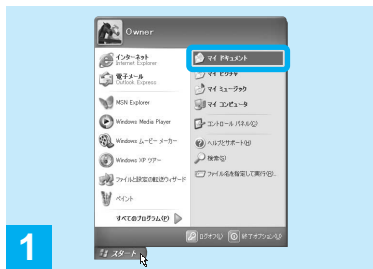 Owner
インターネット
Internet Explorer
電子メール
Outlook Express
MSN Explorer
Windows Media Player
Windows ムービー メーカー
Windows XP ツアー
ファイルと設定の転送ウィザード
ペイント
すべてのプログラム(P)
マイ ドキュメント
マイ ピクチャ
マイ ミュージック
マイ コンピュータ
コントロール パネル(C)
ヘルプとサポート(H)
検索(S)
ファイル名を指定して実行(R)...
ログオフ(L)
終了オプション(U)
スタート
1